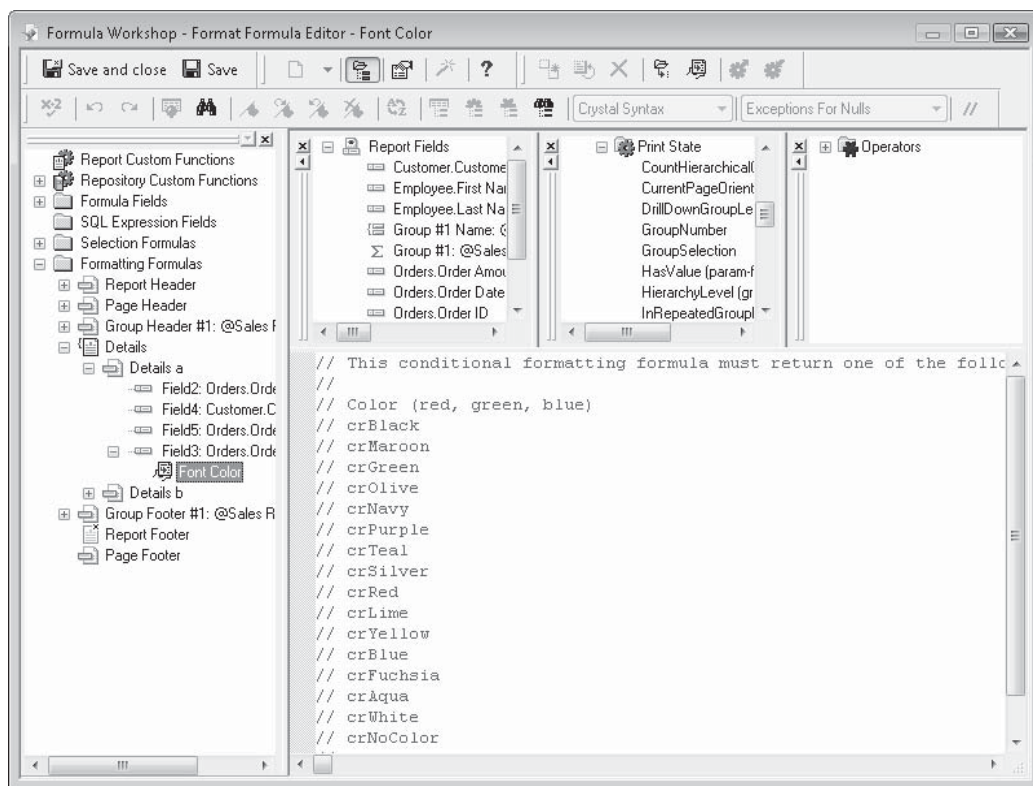 Formula Workshop - Format Formula Editor - Font Color
Save and close Save ?
x+2 A-Z Crystal Syntax Exceptions For Nulls //
Report Custom Functions
Repository Custom Functions
Formula Fields
SQL Expression Fields
Selection Formulas
Formatting Formulas
Report Header
Page Header
Group Header #1: @Sales R
Details
Details a
Field2: Orders.Orde
Field4: Customer.C
Field5: Orders.Orde
Field3: Orders.Orde
Font Color
Details b
Group Footer #1: @Sales R
Report Footer
Page Footer
Report Fields
Customer.Custome
Employee.First Na
Employee.Last Na
Group #1 Name: @
Group #1: @Sales
Orders.Order Amou
Orders.Order Date
Orders.Order ID
Print State
CountHierarchical
CurrentPageOrient
DrillDownGroupLe
GroupNumber
GroupSelection
HasValue (param-f
HierarchyLevel (gr
InRepeatedGroup
Operators
// This conditional formatting formula must return one of the follo
//
// Color (red, green, blue)
// crBlack
// crMaroon
// crGreen
// crOlive
// crNavy
// crPurple
// crTeal
// crSilver
// crRed
// crLime
// crYellow
// crBlue
// crFuchsia
// crAqua
// crWhite
// crNoColor